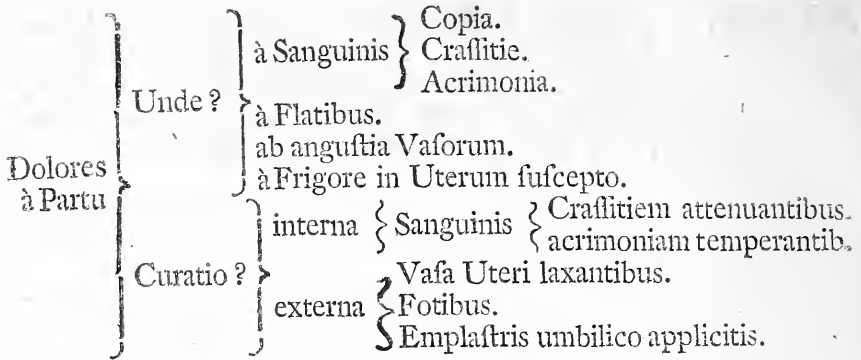 Copia.
à Sanguinis Craſſitie.
Acrimonia.
Unde ?
à Flatibus.
ab anguſtia Vaſorum.
Dolores
à Frigore in Uterum ſuſcepto.
à Partu
interna Sanguinis Craſſitiem attenuantibus.
acrimoniam temperantib.
Curatio ? Vaſa Uteri laxantibus.
externa Fotibus.
Emplaſtris umbilico applicitis.